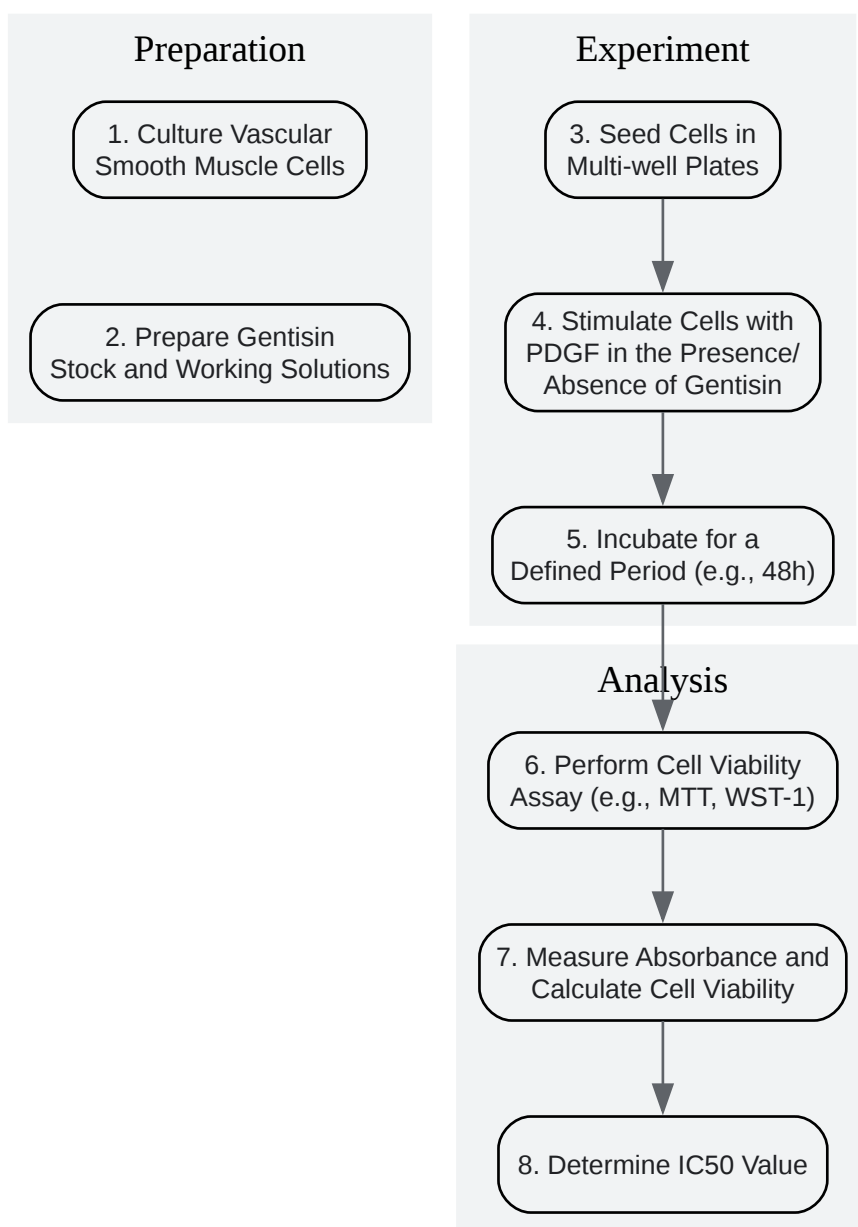 Preparation
1. Culture Vascular
Smooth Muscle Cells
2. Prepare Gentisin
Stock and Working Solutions
Experiment
3. Seed Cells in
Multi-well Plates
4. Stimulate Cells with
PDGF in the Presence/
Absence of Gentisin
5. Incubate for a
Defined Period (e.g., 48h)
Analysis
6. Perform Cell Viability
Assay (e.g., MTT, WST-1)
7. Measure Absorbance and
Calculate Cell Viability
8. Determine IC50 Value